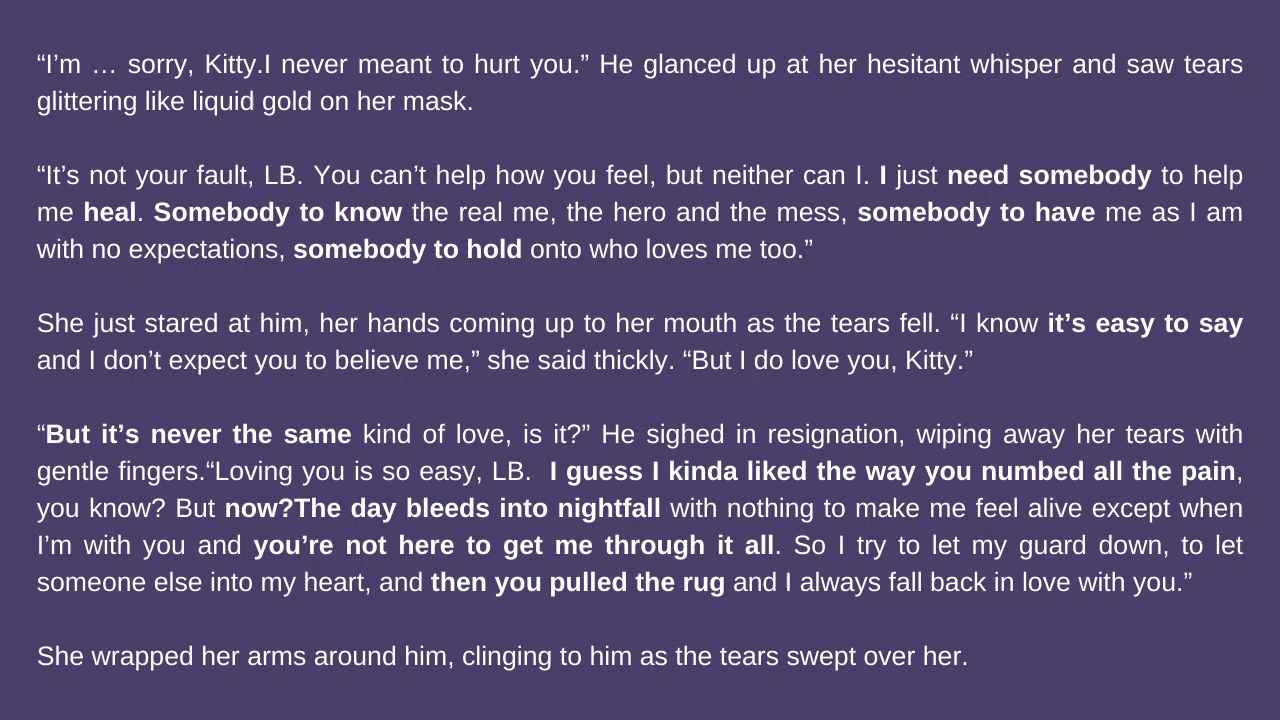 “I’m … sorry, Kitty.I never meant to hurt you.” He glanced up at her hesitant whisper and saw tears
glittering like liquid gold on her mask.
“It’s not your fault, LB. You can’t help how you feel, but neither can I. I just need somebody to help
me heal. Somebody to know the real me, the hero and the mess, somebody to have me as I am
with no expectations, somebody to hold onto who loves me too.”
She just stared at him, her hands coming up to her mouth as the tears fell. “I know it’s easy to say
and I don’t expect you to believe me,” she said thickly. “But I do love you, Kitty.”
“But it’s never the same kind of love, is it?” He sighed in resignation, wiping away her tears with
gentle fingers.“Loving you is so easy, LB.  I guess I kinda liked the way you numbed all the pain,
you know? But now?The day bleeds into nightfall with nothing to make me feel alive except when
I’m with you and you’re not here to get me through it all. So I try to let my guard down, to let
someone else into my heart, and then you pulled the rug and I always fall back in love with you.”
She wrapped her arms around him, clinging to him as the tears swept over her.